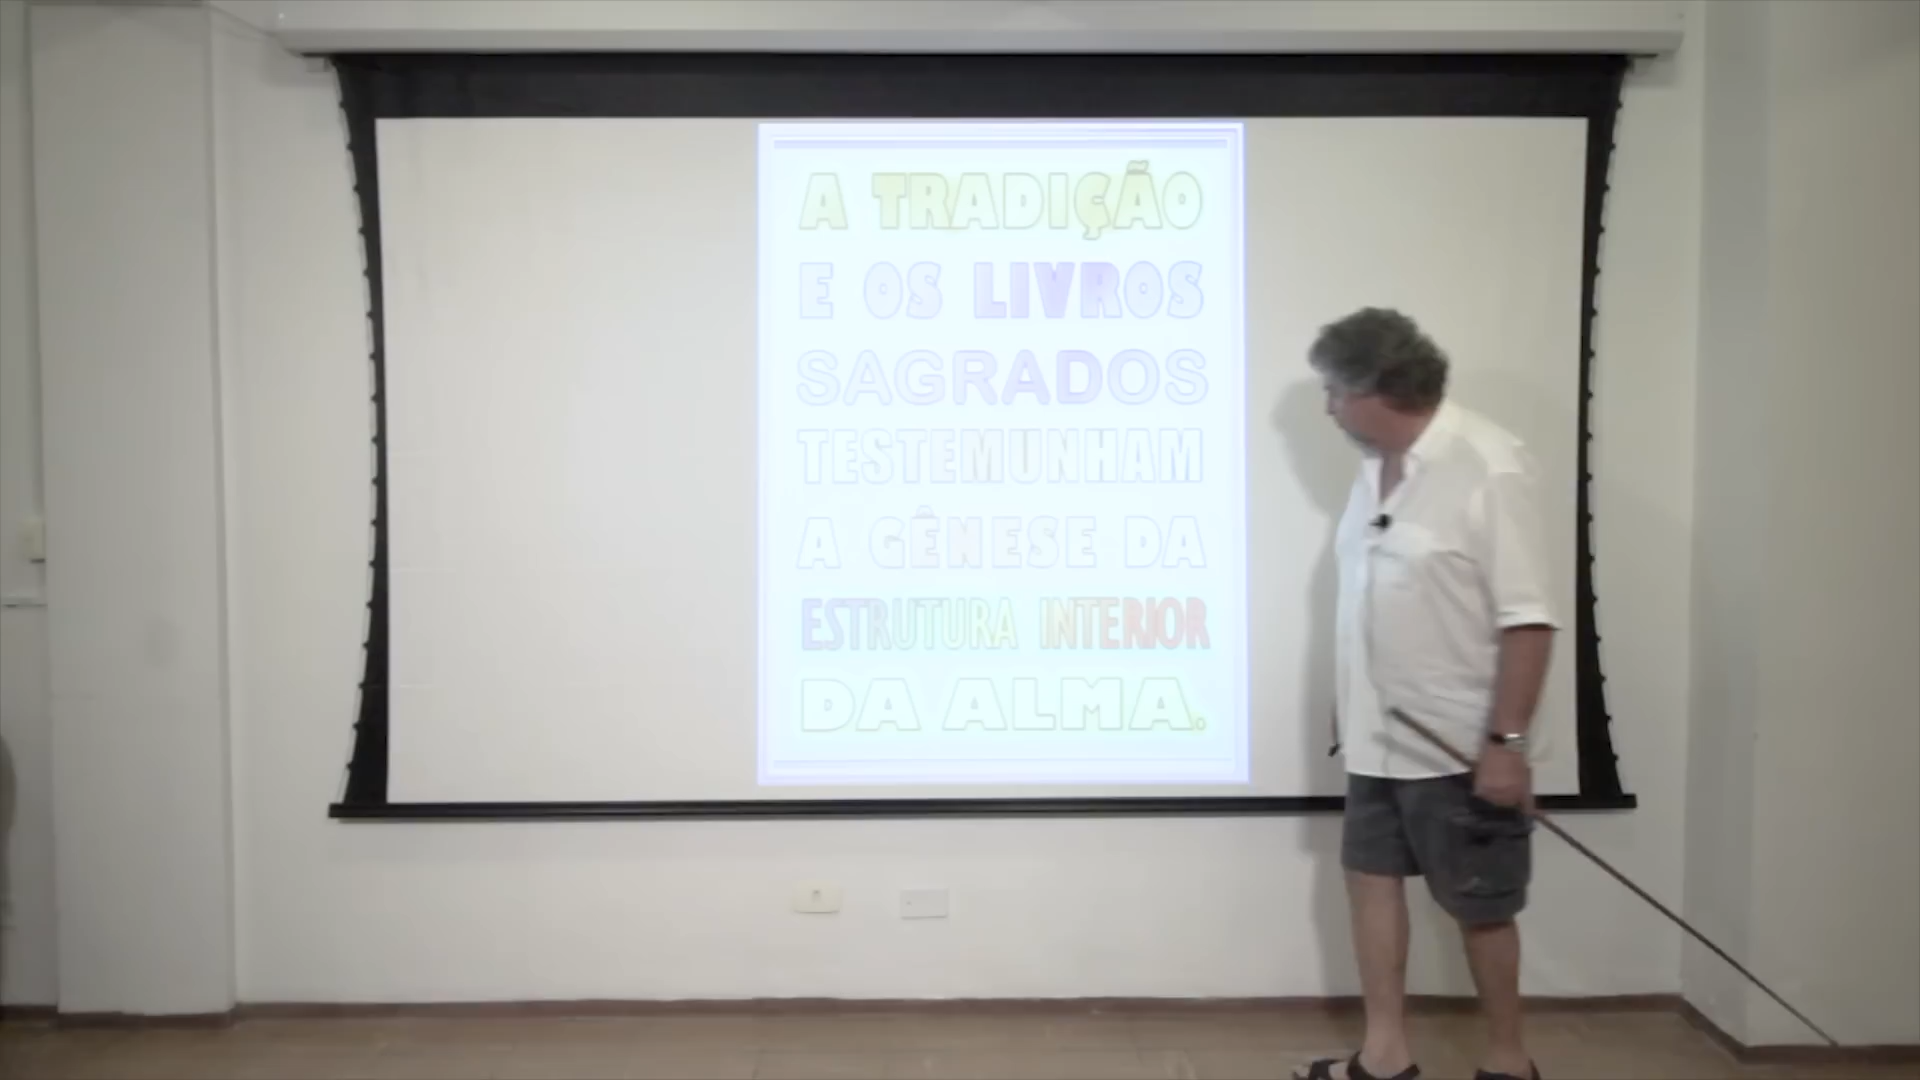 A TRADIÇÃO
E OS LIVROS
SAGRADOS
TESTEMUNHAM
A GÊNESE DA
ESTRUTURA INTERIOR
DA ALMA.